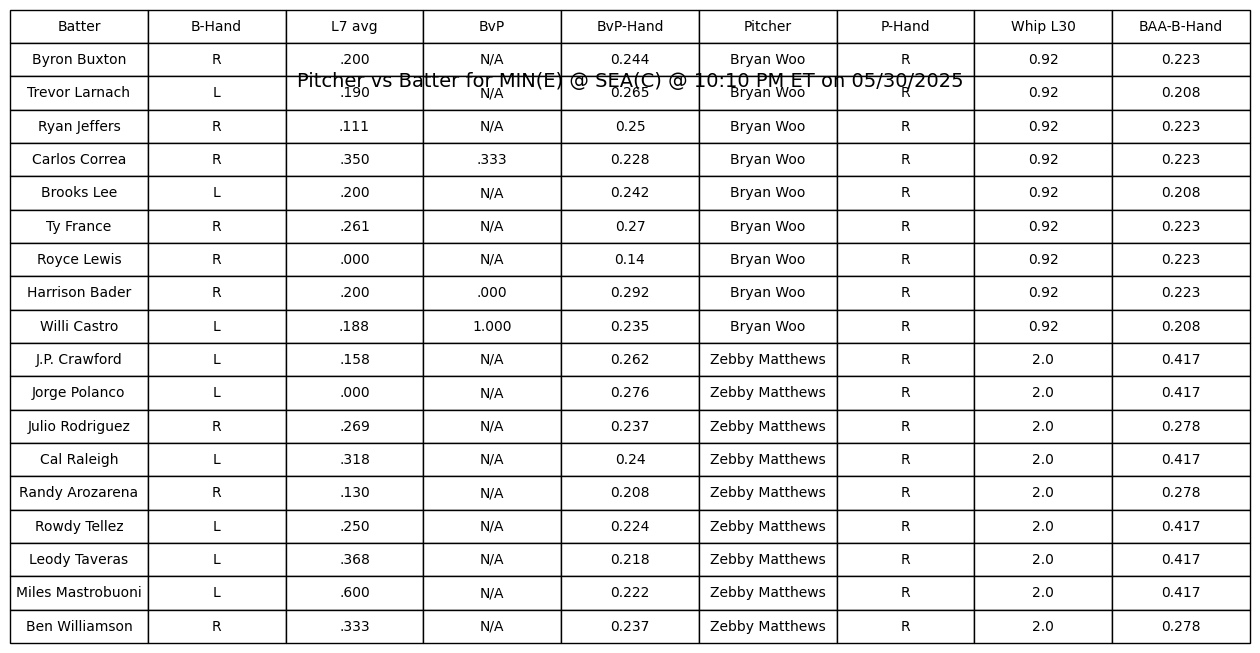 Batter B-Hand L7 avg BvP BvP-Hand Pitcher P-Hand Whip L30 BAA-B-Hand
Byron Buxton R .200 N/A 0.244 Bryan Woo R 0.92 0.223
Pitcher vs Batter for MIN(E) @ SEA(C) @ 10:10 PM ET on 05/30/2025
Trevor Larnach L .190 N/A 0.265 Bryan Woo R 0.92 0.208
Ryan Jeffers R .111 N/A 0.25 Bryan Woo R 0.92 0.223
Carlos Correa R .350 .333 0.228 Bryan Woo R 0.92 0.223
Brooks Lee L .200 N/A 0.242 Bryan Woo R 0.92 0.208
Ty France R .261 N/A 0.27 Bryan Woo R 0.92 0.223
Royce Lewis R .000 N/A 0.14 Bryan Woo R 0.92 0.223
Harrison Bader R .200 .000 0.292 Bryan Woo R 0.92 0.223
Willi Castro L .188 1.000 0.235 Bryan Woo R 0.92 0.208
J.P. Crawford L .158 N/A 0.262 Zebby Matthews R 2.0 0.417
Jorge Polanco L .000 N/A 0.276 Zebby Matthews R 2.0 0.417
Julio Rodriguez R .269 N/A 0.237 Zebby Matthews R 2.0 0.278
Cal Raleigh L .318 N/A 0.24 Zebby Matthews R 2.0 0.417
Randy Arozarena R .130 N/A 0.208 Zebby Matthews R 2.0 0.278
Rowdy Tellez L .250 N/A 0.224 Zebby Matthews R 2.0 0.417
Leody Taveras L .368 N/A 0.218 Zebby Matthews R 2.0 0.417
Miles Mastrobuoni L .600 N/A 0.222 Zebby Matthews R 2.0 0.417
Ben Williamson R .333 N/A 0.237 Zebby Matthews R 2.0 0.278